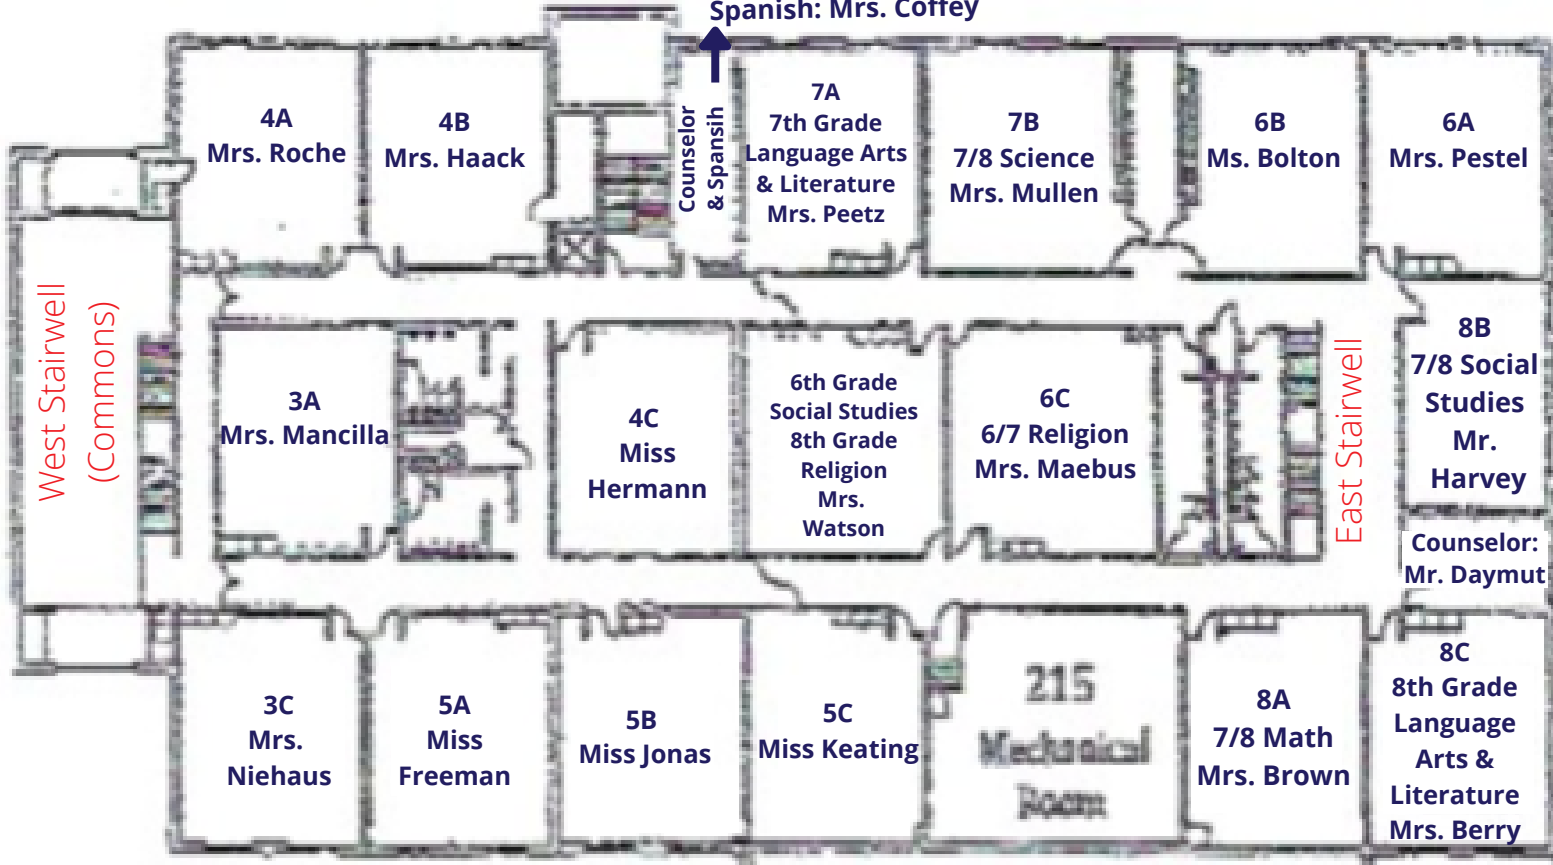 Spanish: Mrs. Coffey
4A
Mrs. Roche
4B
Mrs. Haack
Counselor
& Spansih
7A
7th Grade
Language Arts
& Literature
Mrs. Peetz
7B
7/8 Science
Mrs. Mullen
6B
Ms. Bolton
6A
Mrs. Pestel
West Stairwell
(Commons)
3A
Mrs. Mancilla
4C
Miss
Hermann
6th Grade
Social Studies
8th Grade
Religion
Mrs.
Watson
6C
6/7 Religion
Mrs. Maebus
East Stairwell
8B
7/8 Social
Studies
Mr.
Harvey
Counselor:
Mr. Daymut
3C
Mrs.
Niehaus
5A
Miss
Freeman
5B
Miss Jonas
5C
Miss Keating
215
Mechanical
Room
8A
7/8 Math
Mrs. Brown
8C
8th Grade
Language
Arts &
Literature
Mrs. Berry